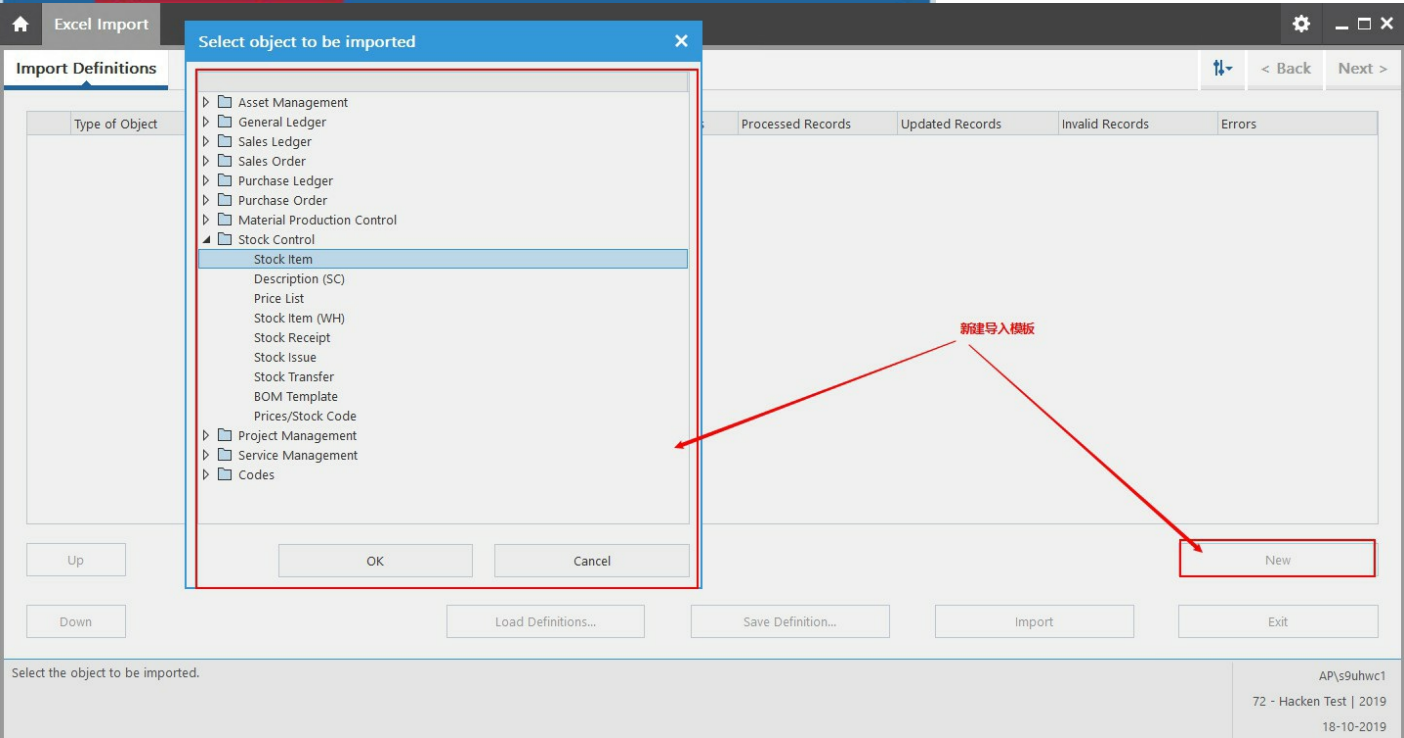 Excel Import
Select object to be imported
Import Definitions
< Back
Next >
Type of Object
Processed Records
Updated Records
Invalid Records
Errors
Asset Management
General Ledger
Sales Ledger
Sales Order
Purchase Ledger
Purchase Order
Material Production Control
Stock Control
Stock Item
Description (SC)
Price List
Stock Item (WH)
Stock Receipt
Stock Issue
Stock Transfer
BOM Template
Prices/Stock Code
Project Management
Service Management
Codes
新建导入模板
Up
OK
Cancel
New
Down
Load Definitions...
Save Definition...
Import
Exit
Select the object to be imported.
AP\s9uhwc1
72 - Hacken Test | 2019
18-10-2019